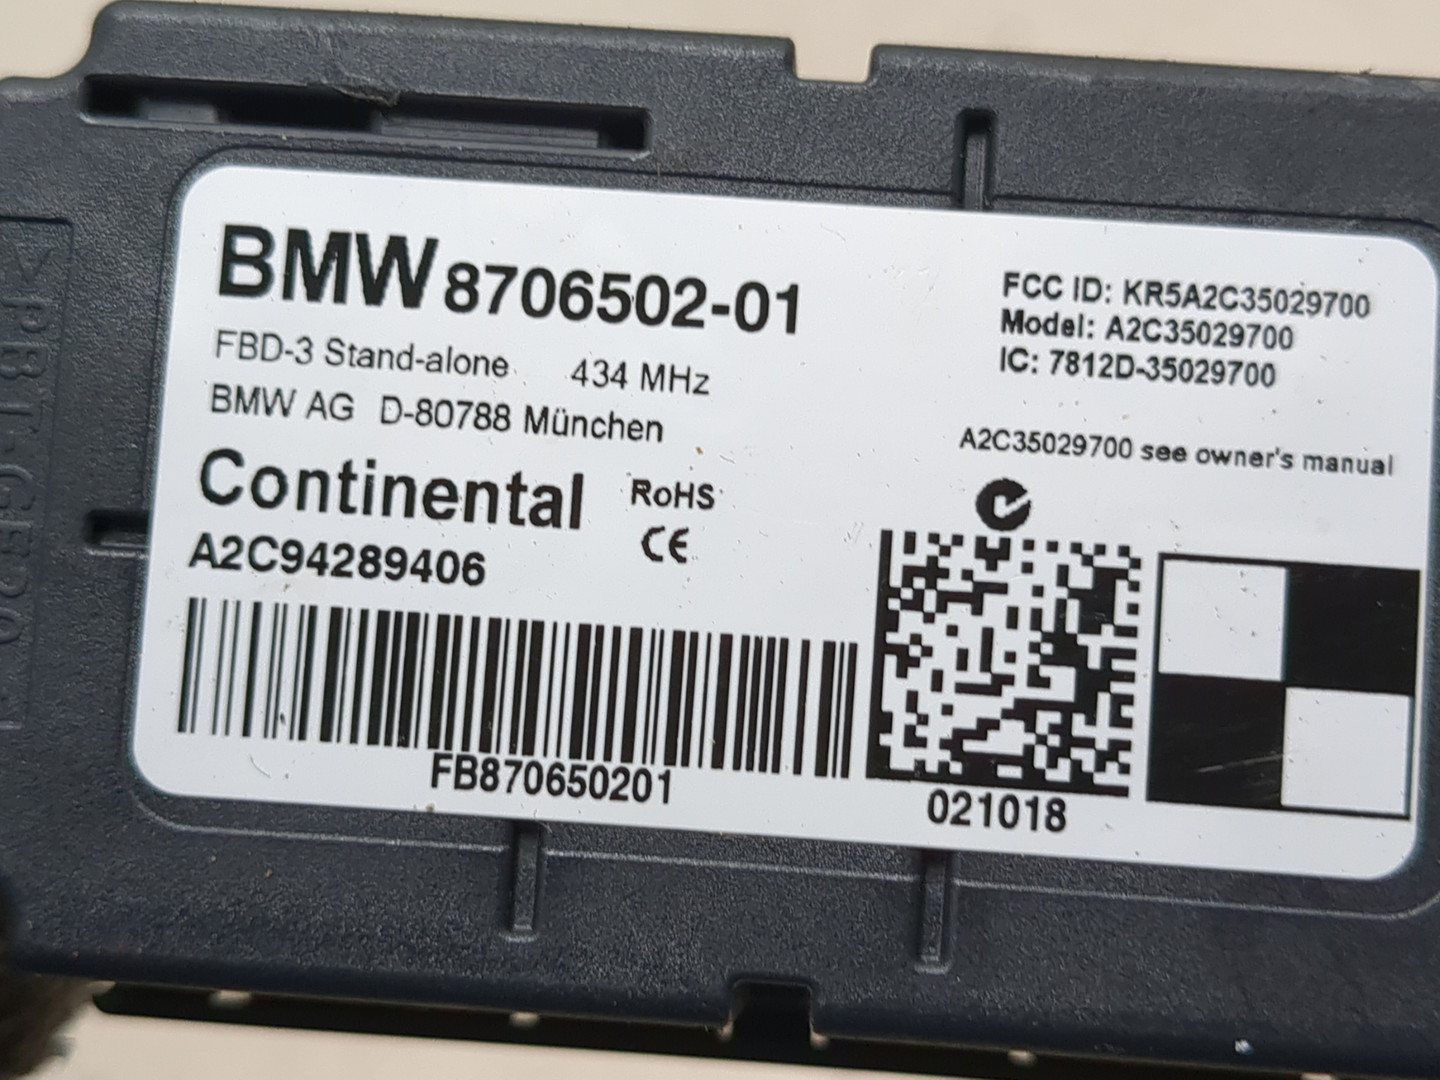 BMW 8706502-01
FBD-3 Stand-alone 434 MHz
BMW AG D-80788 München
Continental RoHS
CE
A2C94289406
FB870650201
FCC ID: KR5A2C35029700
Model: A2C35029700
IC: 7812D-35029700
A2C35029700 see owner's manual
021018